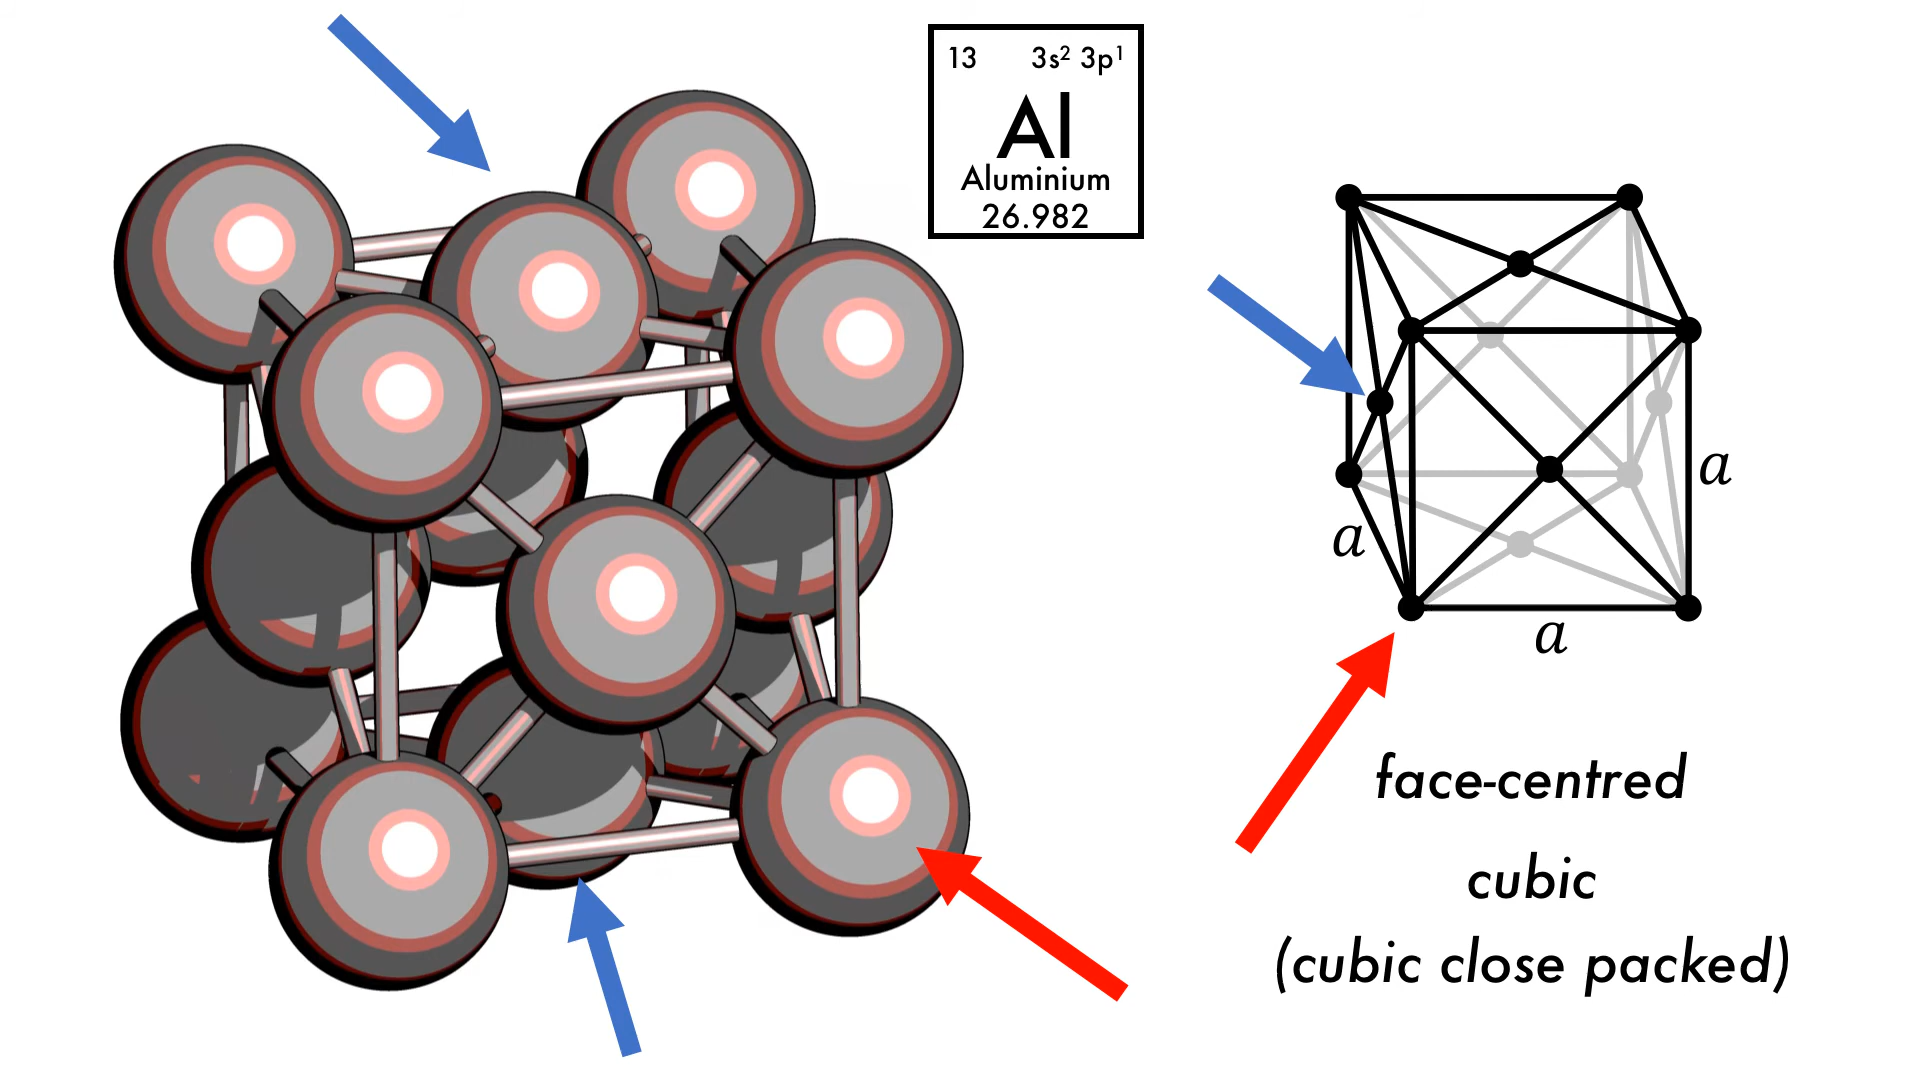 13 3s² 3p¹
Al
Aluminium
26.982
a
a
a
face-centred
cubic
(cubic close packed)